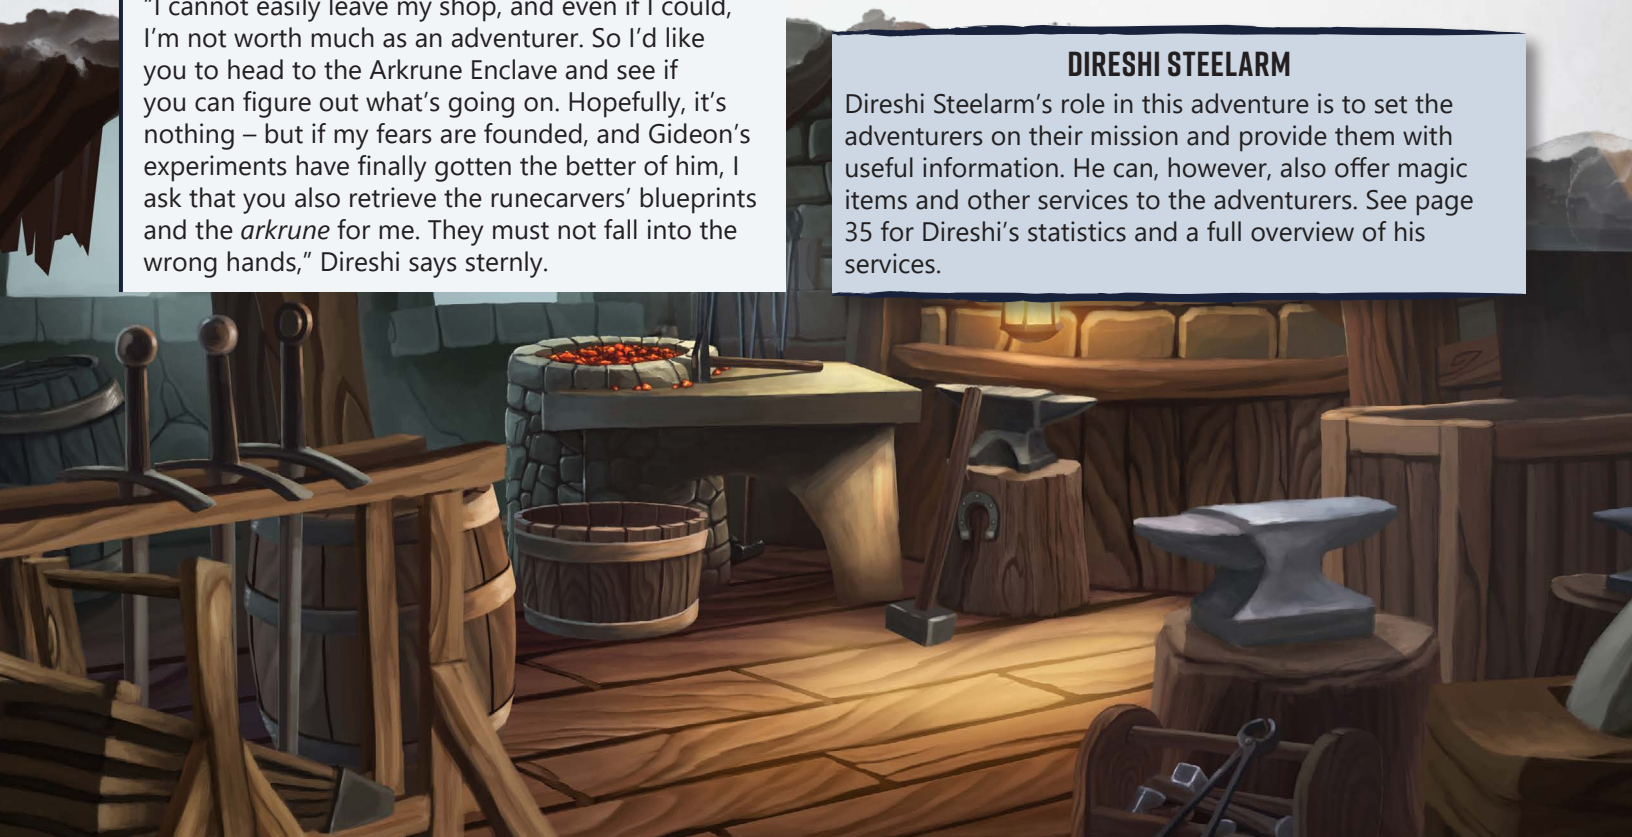 "I cannot easily leave my shop, and even if I could,
I'm not worth much as an adventurer. So I'd like
you to head to the Arkrune Enclave and see if
you can figure out what's going on. Hopefully, it's
nothing – but if my fears are founded, and Gideon's
experiments have finally gotten the better of him, I
ask that you also retrieve the runecarvers' blueprints
and the arkrune for me. They must not fall into the
wrong hands," Direshi says sternly.
DIRESHI STEELARM
Direshi Steelarm's role in this adventure is to set the
adventurers on their mission and provide them with
useful information. He can, however, also offer magic
items and other services to the adventurers. See page
35 for Direshi's statistics and a full overview of his
services.